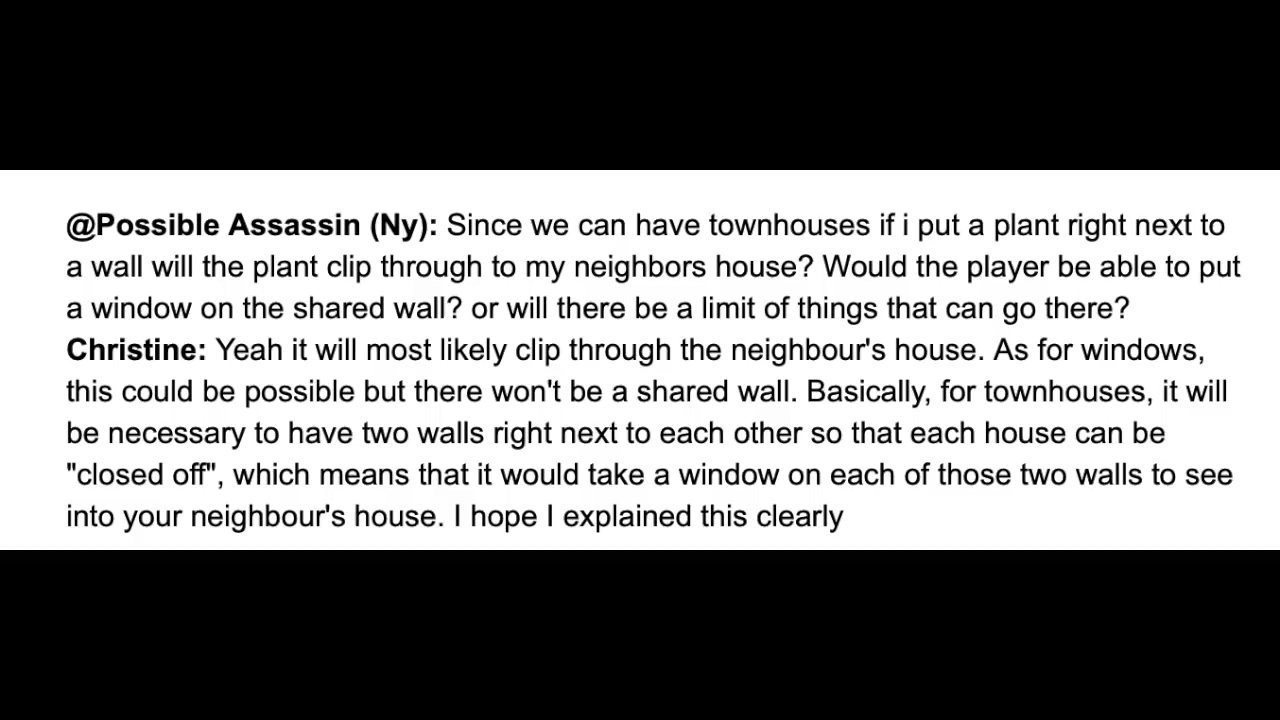 @Possible Assassin (Ny): Since we can have townhouses if i put a plant right next to
a wall will the plant clip through to my neighbors house? Would the player be able to put
a window on the shared wall? or will there be a limit of things that can go there?
Christine: Yeah it will most likely clip through the neighbour's house. As for windows,
this could be possible but there won't be a shared wall. Basically, for townhouses, it will
be necessary to have two walls right next to each other so that each house can be
"closed off", which means that it would take a window on each of those two walls to see
into your neighbour's house. I hope I explained this clearly